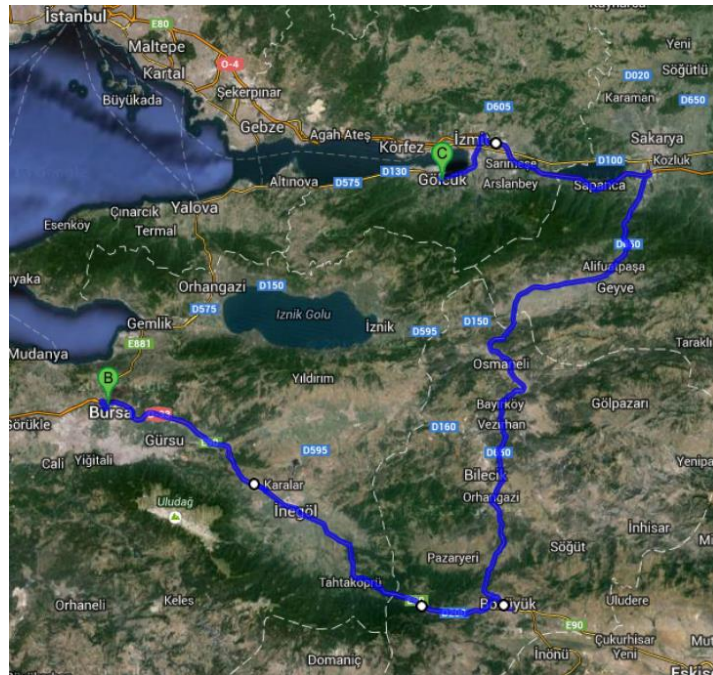 İstanbul
E80
Yeni
Maltepe
O-4
Söğütlü
Kartal
D020
Şekerpınar
Büyükada
D605
Karaman
D650
Gebze
Agah Ateş
Körfez
İzmit
Sakarya
C
Sarımeşe
D100
Kozluk
D130
Altınova
D575
Gölcük
Arslanbey
Sapanca
Yalova
Çınarcık
Esenköy
Termal
Alifuatpaşa
Orhangazi
D150
Geyve
Iznik Golu
D575
Gemlik
İznik
D595
D150
Taraklı
Mudanya
E881
Osmaneli
B
Yıldırım
Bayırköy
Gölpazarı
Bursa
Vezirhan
Görükle
Gürsu
D160
D595
Cali
Yiğitali
Bilecik
Karalar
Orhangazi
Uludağ
İnegöl
İnhisar
Pazaryeri
Söğüt
Tahtaköprü
Orhaneli
Keles
Bozüyük
Uludere
E90
Çukurhisar
Domaniç
İnönü
Yeni